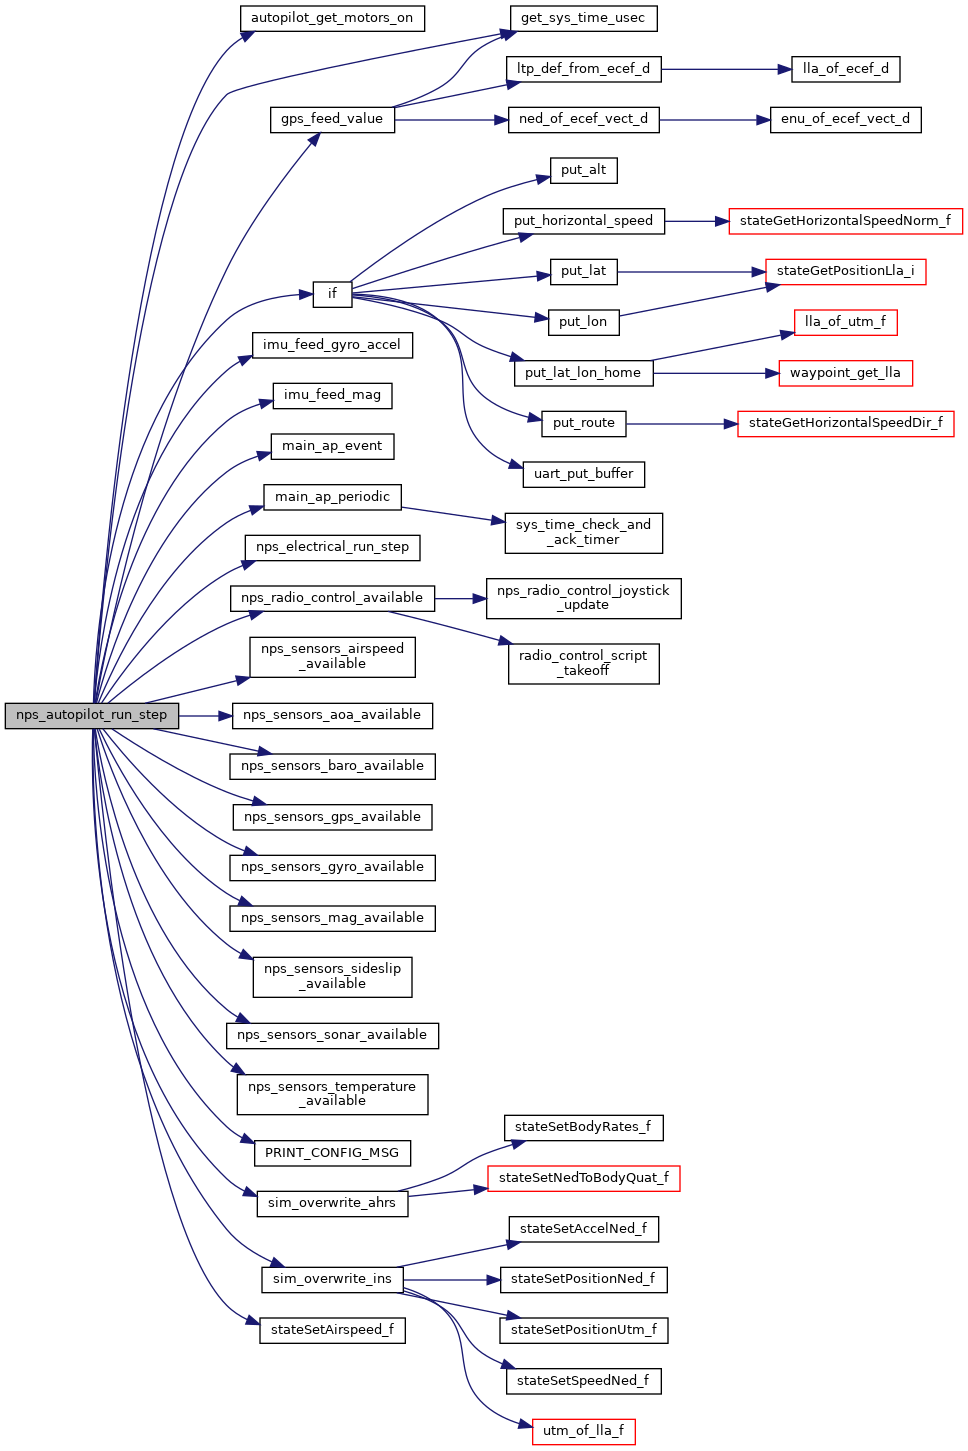 autopilot_get_motors_on
get_sys_time_usec
ltp_def_from_ecef_d
lla_of_ecef_d
gps_feed_value
ned_of_ecef_vect_d
enu_of_ecef_vect_d
put_alt
put_horizontal_speed
stateGetHorizontalSpeedNorm_f
put_lat
stateGetPositionLla_i
if
put_lon
lla_of_utm_f
imu_feed_gyro_accel
put_lat_lon_home
waypoint_get_lla
imu_feed_mag
put_route
stateGetHorizontalSpeedDir_f
main_ap_event
uart_put_buffer
main_ap_periodic
sys_time_check_and
_ack_timer
nps_electrical_run_step
nps_radio_control_available
nps_radio_control_joystick
_update
nps_sensors_airspeed
_available
radio_control_script
_takeoff
nps_autopilot_run_step
nps_sensors_aoa_available
nps_sensors_baro_available
nps_sensors_gps_available
nps_sensors_gyro_available
nps_sensors_mag_available
nps_sensors_sideslip
_available
nps_sensors_sonar_available
nps_sensors_temperature
_available
stateSetBodyRates_f
PRINT_CONFIG_MSG
stateSetNedToBodyQuat_f
sim_overwrite_ahrs
stateSetAccelNed_f
sim_overwrite_ins
stateSetPositionNed_f
stateSetAirspeed_f
stateSetPositionUtm_f
stateSetSpeedNed_f
utm_of_lla_f